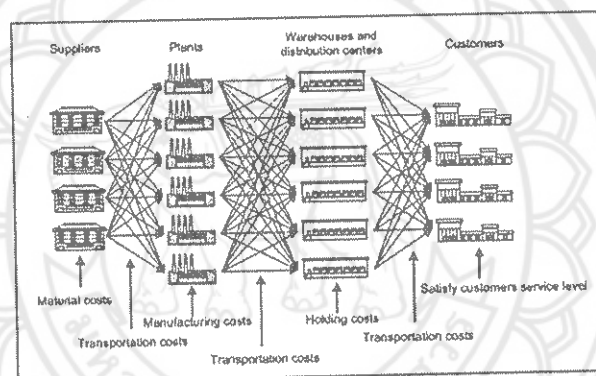 Suppliers
Plants
Warehouses and
distribution centers
Customers
Material costs
Transportation costs
Manufacturing costs
Transportation costs
Holding costs
Transportation costs
Satisfy customers service level